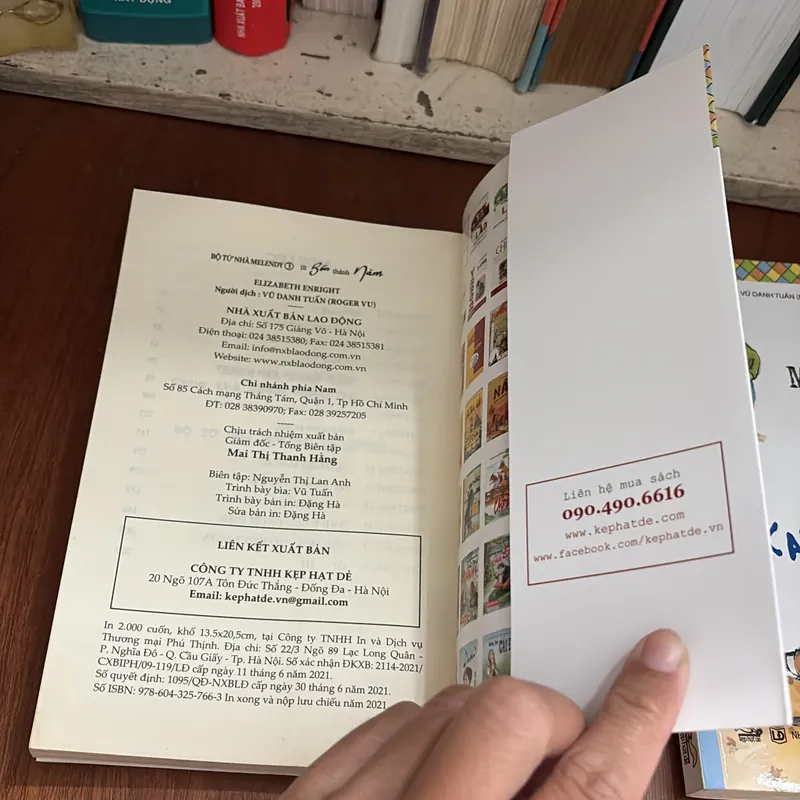 NHÀ XUẤT BẢ
BỘ TỨ NHÀ MELENDY 3 từ Bốn thành Năm
ELIZABETH ENRIGHT
Người dịch : VŨ DANH TUẤN (ROGER VU)
NHÀ XUẤT BẢN LAO ĐỘNG
Địa chỉ: Số 175 Giảng Võ - Hà Nội
Điện thoại: 024 38515380; Fax: 024 38515381
Email: info@nxblaodong.com.vn
Website: www.nxblaodong.com.vn
Chi nhánh phía Nam
Số 85 Cách mạng Tháng Tám, Quận 1, Tp Hồ Chí Minh
ĐT: 028 38390970; Fax: 028 39257205
Chịu trách nhiệm xuất bản
Giám đốc - Tổng Biên tập
Mai Thị Thanh Hằng
Biên tập: Nguyễn Thị Lan Anh
Trình bày bìa: Vũ Tuấn
Trình bày bản in: Đặng Hà
Sửa bản in: Đặng Hà
LIÊN KẾT XUẤT BẢN
CÔNG TY TNHH KẸP HẠT DẺ
20 Ngõ 107A Tôn Đức Thắng - Đống Đa - Hà Nội
Email: kephatde.vn@gmail.com
In 2.000 cuốn, khổ 13.5x20,5cm, tại Công ty TNHH In và Dịch vụ
Thương mại Phú Thịnh. Địa chỉ: Số 22/3 Ngõ 89 Lạc Long Quân -
P. Nghĩa Đô - Q. Cầu Giấy - Tp. Hà Nội. Số xác nhận ĐKXB: 2114-2021/
CXBIPH/09-119/LĐ cấp ngày 11 tháng 6 năm 2021.
Số quyết định: 1095/QĐ-NXBLĐ cấp ngày 30 tháng 6 năm 2021.
Số ISBN: 978-604-325-766-3 In xong và nộp lưu chiểu năm 2021
Liên hệ mua sách
090.490.6616
www.kephatde.com
www.facebook.com/kephatde.vn
VŨ DANH TUẤN
kẹp hạt dẻ